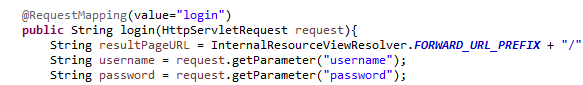 @RequestMapping(value="login")
public String login(HttpServletRequest request){
String resultPageURL = InternalResourceViewResolver.FORWARD_URL_PREFIX + "/"
String username = request.getParameter("username");
String password = request.getParameter("password");